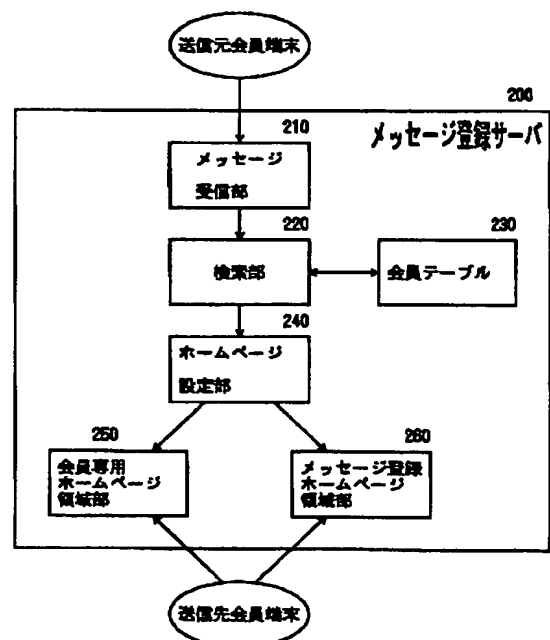 送信元会員端末
200
メッセージ登録サーバ
210
メッセージ
受信部
220
検索部
230
会員テーブル
240
ホームページ
設定部
250
会員専用
ホームページ
領域部
260
メッセージ登録
ホームページ
領域部
送信先会員端末